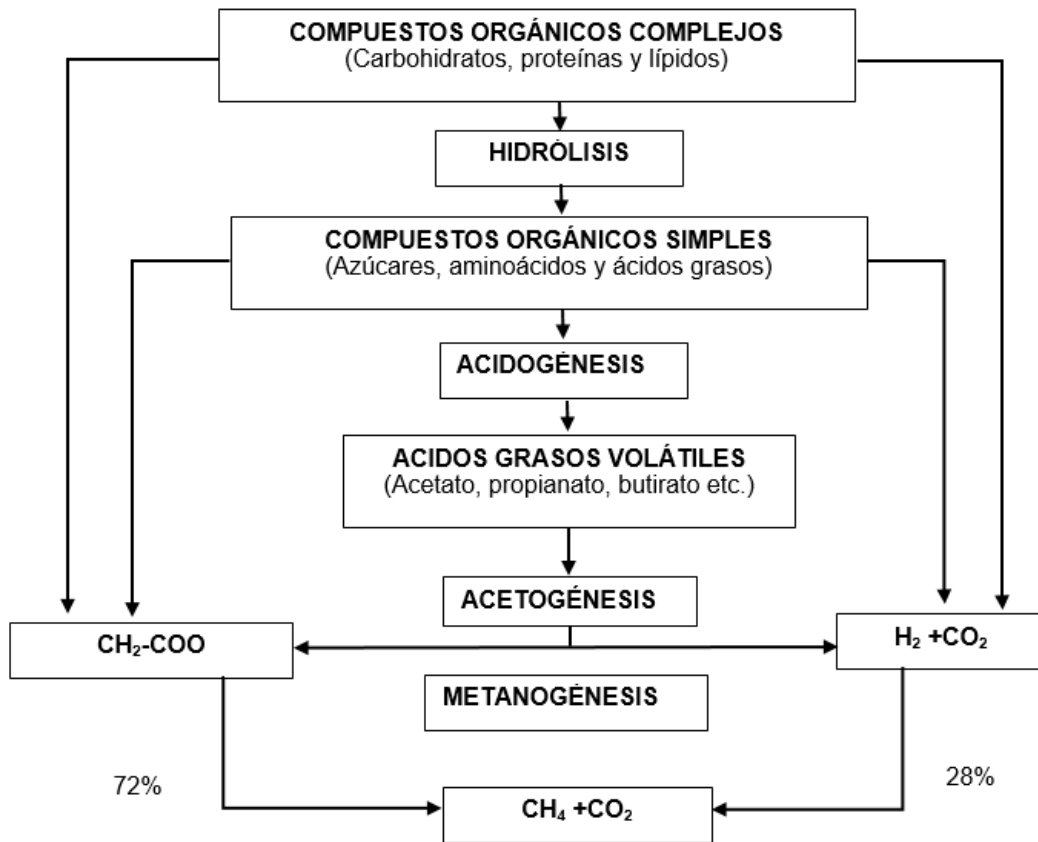 COMPUESTOS ORGÁNICOS COMPLEJOS
(Carbohidratos, proteínas y lípidos)
HIDRÓLISIS
COMPUESTOS ORGÁNICOS SIMPLES
(Azúcares, aminoácidos y ácidos grasos)
ACIDOGÉNESIS
ACIDOS GRASOS VOLÁTILES
(Acetato, propianato, butirato etc.)
ACETOGÉNESIS
CH₂-COO
H₂ +CO₂
METANOGÉNESIS
72%
28%
CH₄ +CO₂